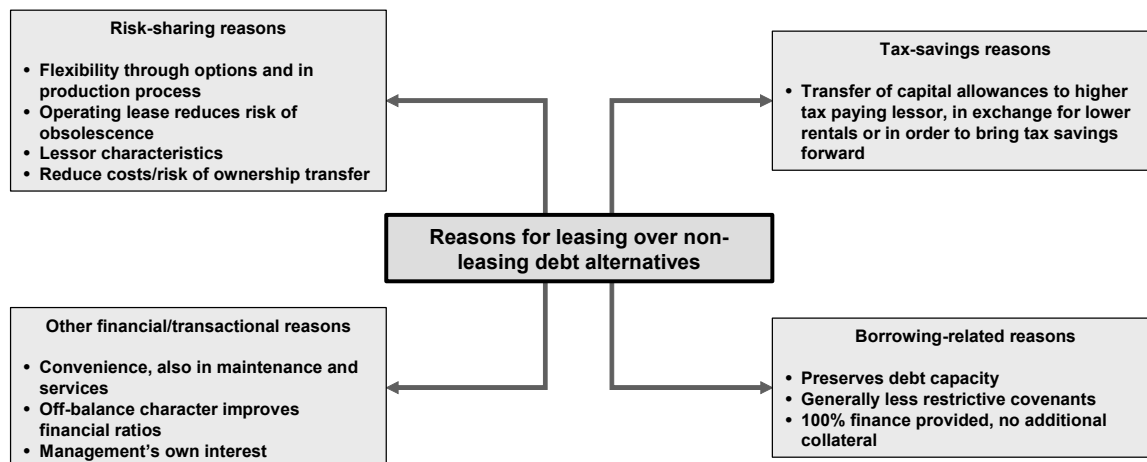 Risk-sharing reasons
• Flexibility through options and in
production process
• Operating lease reduces risk of
obsolescence
• Lessor characteristics
• Reduce costs/risk of ownership transfer
Tax-savings reasons
• Transfer of capital allowances to higher
tax paying lessor, in exchange for lower
rentals or in order to bring tax savings
forward
Reasons for leasing over non-
leasing debt alternatives
Other financial/transactional reasons
• Convenience, also in maintenance and
services
• Off-balance character improves
financial ratios
• Management's own interest
Borrowing-related reasons
• Preserves debt capacity
• Generally less restrictive covenants
• 100% finance provided, no additional
collateral